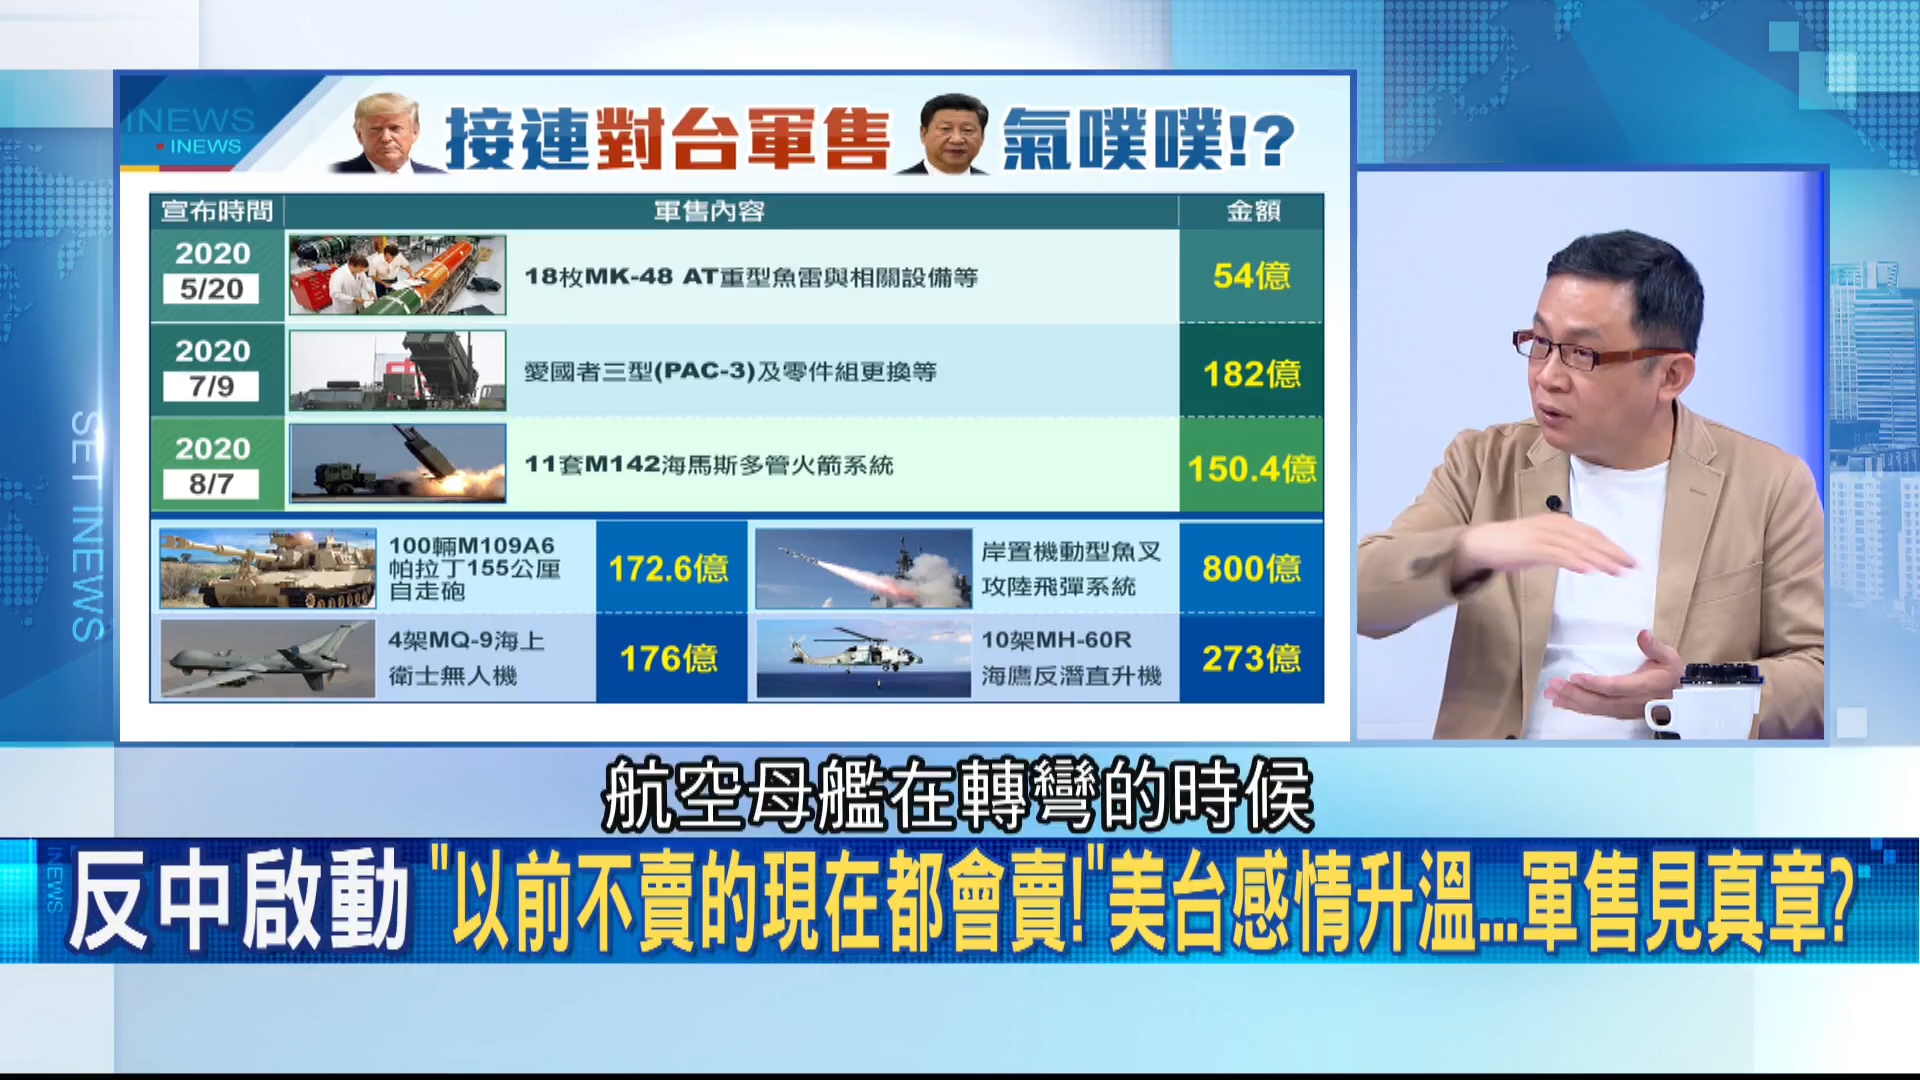 INEWS
INEWS
接連對台軍售 氣噗噗!?
宣布時間 軍售內容 金額
2020
5/20
18枚MK-48 AT重型魚雷與相關設備等
54億
2020
7/9
愛國者三型(PAC-3)及零件組更換等
182億
2020
8/7
11套M142海馬斯多管火箭系統
150.4億
100輛M109A6
帕拉丁155公厘
自走砲
172.6億
岸置機動型魚叉
攻陸飛彈系統
800億
4架MQ-9海上
衛士無人機
176億
10架MH-60R
海鷹反潛直升機
273億
SET INEWS
航空母艦在轉彎的時候
INEWS
反中啟動 "以前不賣的現在都會賣!"美台感情升溫...軍售見真章?